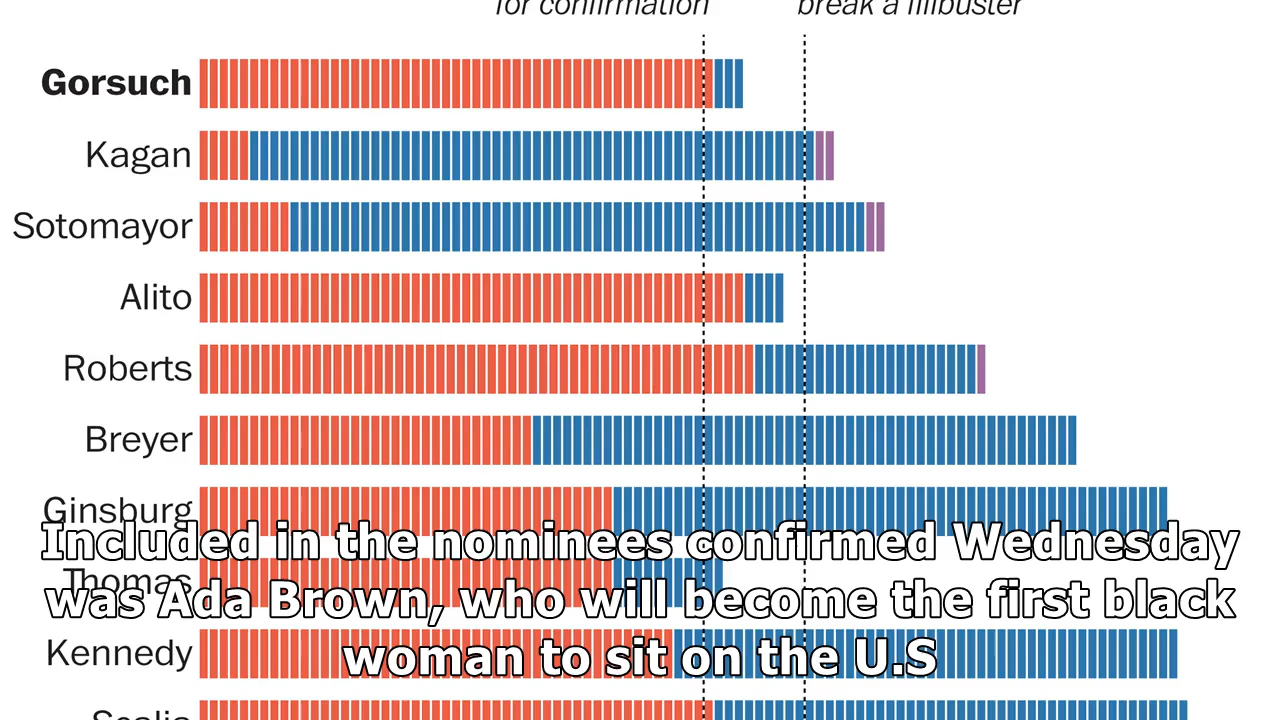 for confirmation break a filibuster
Gorsuch
Kagan
Sotomayor
Alito
Roberts
Breyer
Ginsburg
Included in the nominees confirmed Wednesday
Thomas
was Ada Brown, who will become the first black
Kennedy
woman to sit on the U.S
Scalia